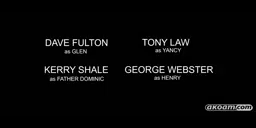 DAVE FULTON
as GLEN
TONY LAW
as YANCY
KERRY SHALE
as FATHER DOMINIC
GEORGE WEBSTER
as HENRY
akoam.com